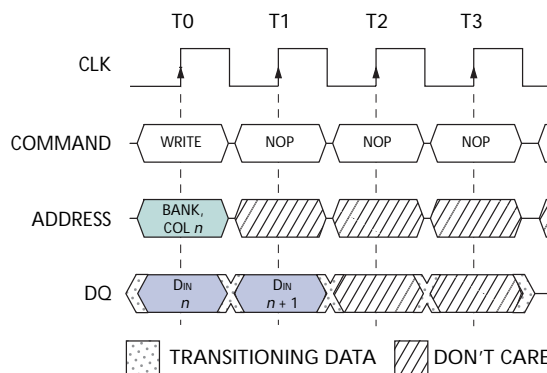 T0 T1 T2 T3
CLK
COMMAND WRITE NOP NOP NOP
ADDRESS BANK,
COL n
DQ DIN
n
DIN
n + 1
TRANSITIONING DATA DON'T CARE